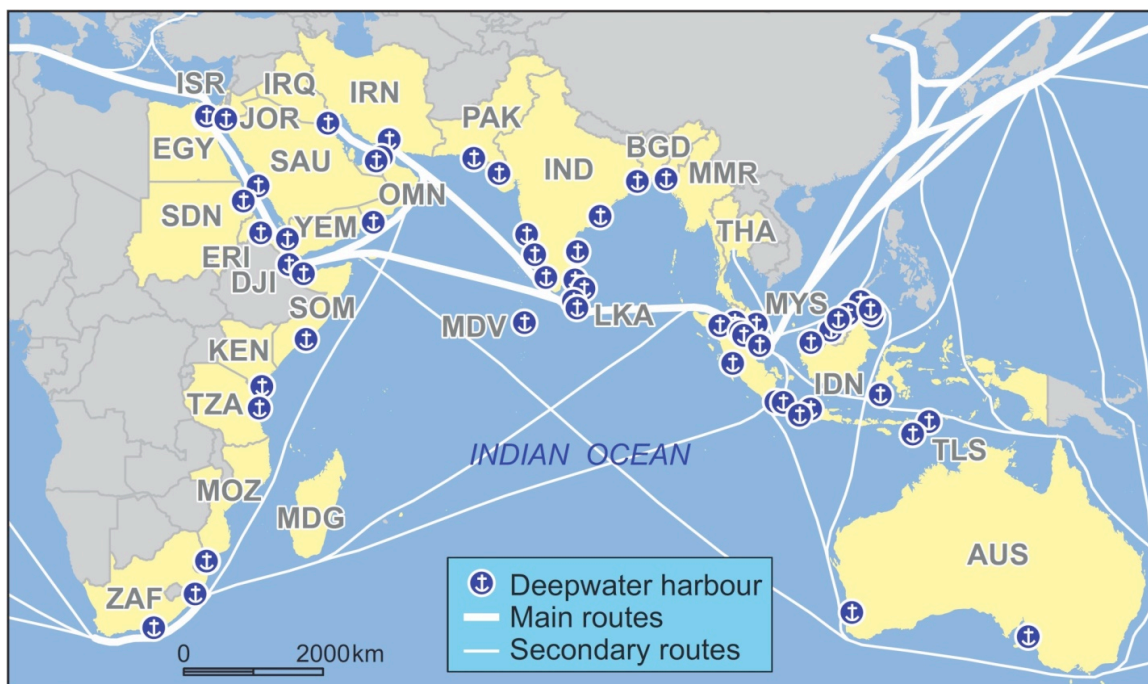 ISR
IRQ
IRN
JOR
PAK
EGY
SAU
IND
BGD
MMR
OMN
SDN
YEM
THA
ERI
DJI
SOM
MYS
MDV
LKA
KEN
IDN
TZA
INDIAN OCEAN
TLS
MOZ
MDG
AUS
ZAF
Deepwater harbour
Main routes
Secondary routes
0 2000km